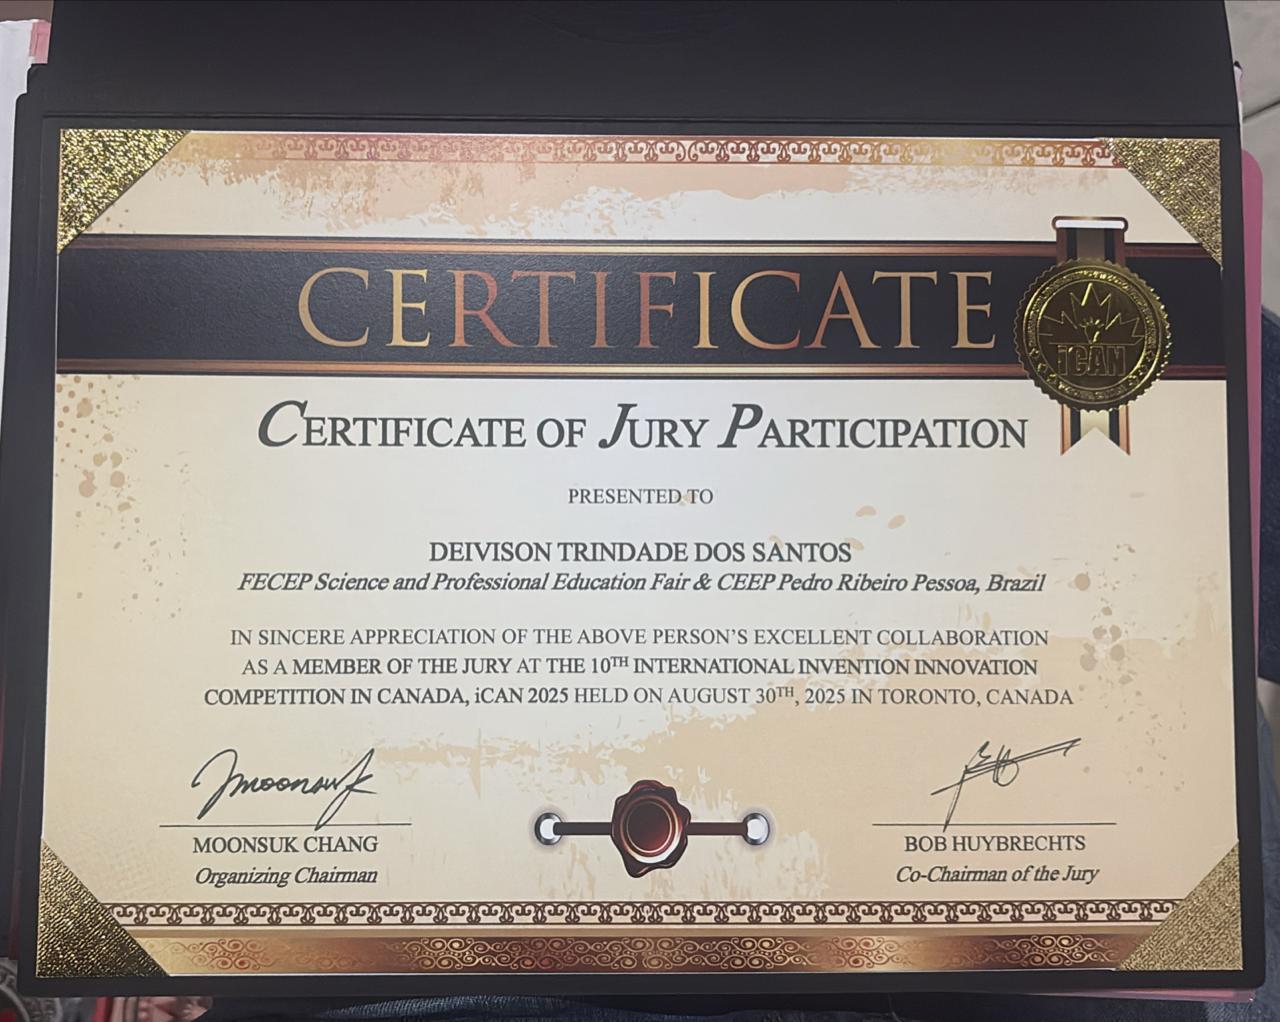 CERTIFICATE
iCAN
CERTIFICATE OF JURY PARTICIPATION
PRESENTED TO
DEIVISON TRINDADE DOS SANTOS
FECEP Science and Professional Education Fair & CEEP Pedro Ribeiro Pessoa, Brazil
IN SINCERE APPRECIATION OF THE ABOVE PERSON'S EXCELLENT COLLABORATION
AS A MEMBER OF THE JURY AT THE 10TH INTERNATIONAL INVENTION INNOVATION
COMPETITION IN CANADA, iCAN 2025 HELD ON AUGUST 30TH, 2025 IN TORONTO, CANADA
Moonsuk
MOONSUK CHANG
Organizing Chairman
BOB HUYBRECHTS
Co-Chairman of the Jury